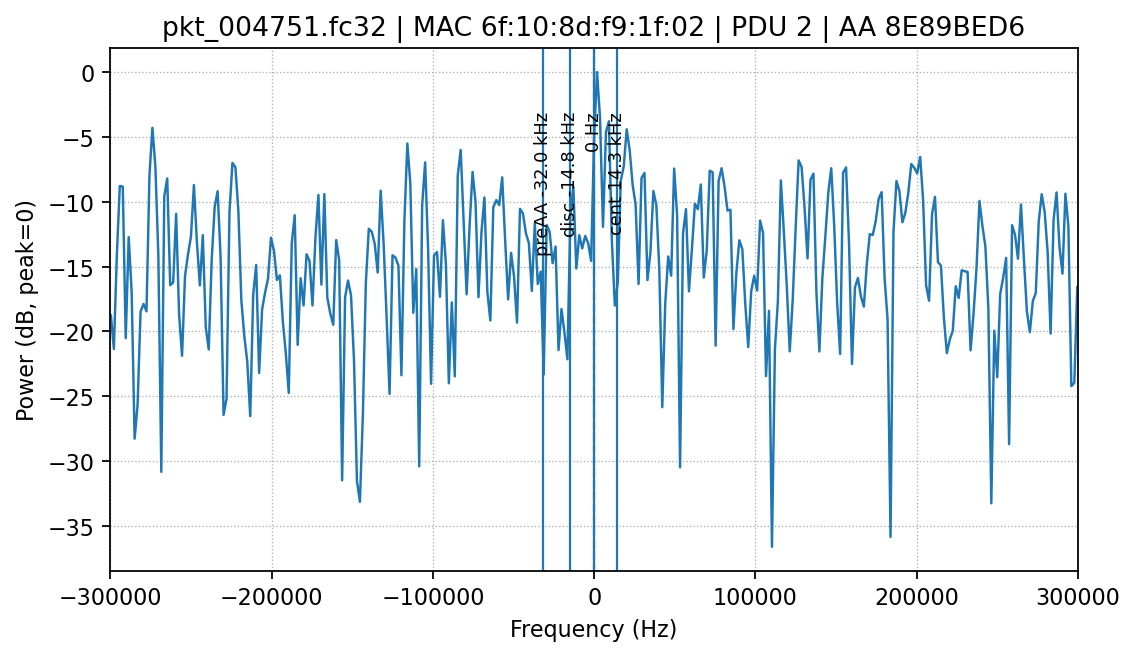 pkt_004751.fc32 | MAC 6f:10:8d:f9:1f:02 | PDU 2 | AA 8E89BED6
Power (dB, peak=0)
0
−5
−10
−15
−20
−25
−30
−35
preAA -32.0 kHz
disc -14.8 kHz
0 Hz
cent 14.3 kHz
−300000
−200000
−100000
0
100000
200000
300000
Frequency (Hz)